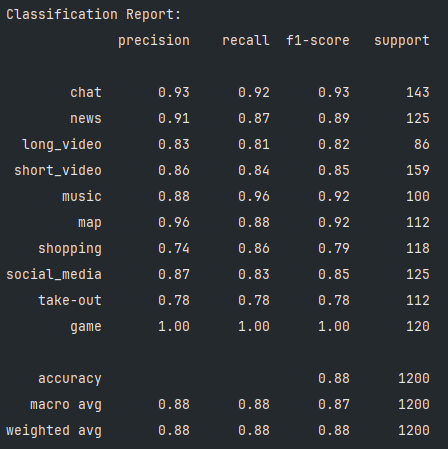 Classification Report:
precision recall f1-score support
chat 0.93 0.92 0.93 143
news 0.91 0.87 0.89 125
long_video 0.83 0.81 0.82 86
short_video 0.86 0.84 0.85 159
music 0.88 0.96 0.92 100
map 0.96 0.88 0.92 112
shopping 0.74 0.86 0.79 118
social_media 0.87 0.83 0.85 125
take-out 0.78 0.78 0.78 112
game 1.00 1.00 1.00 120
accuracy 0.88 1200
macro avg 0.88 0.88 0.87 1200
weighted avg 0.88 0.88 0.88 1200